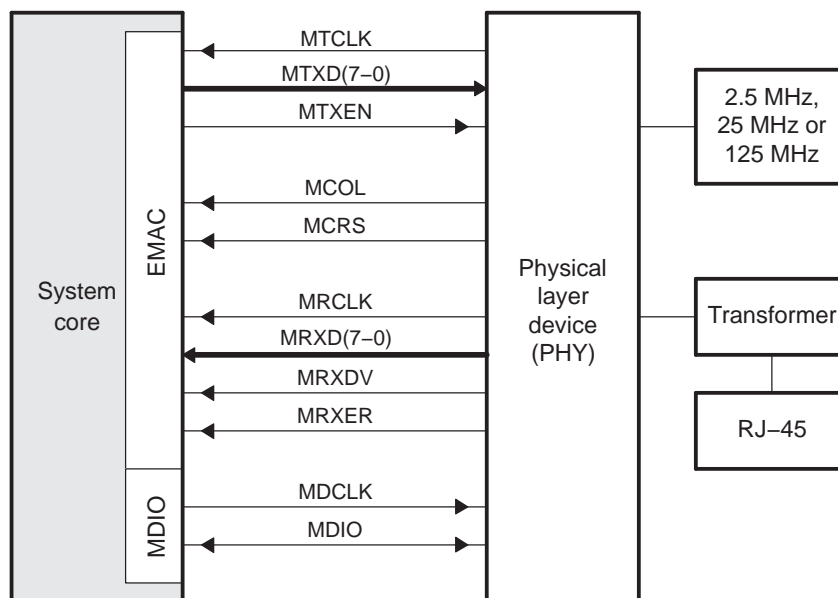 System
core
EMAC
MDIO
MTCLK
MTXD(7−0)
MTXEN
MCOL
MCRS
MRCLK
MRXD(7−0)
MRXDV
MRXER
MDCLK
MDIO
Physical
layer
device
(PHY)
2.5 MHz,
25 MHz or
125 MHz
Transformer
RJ−45